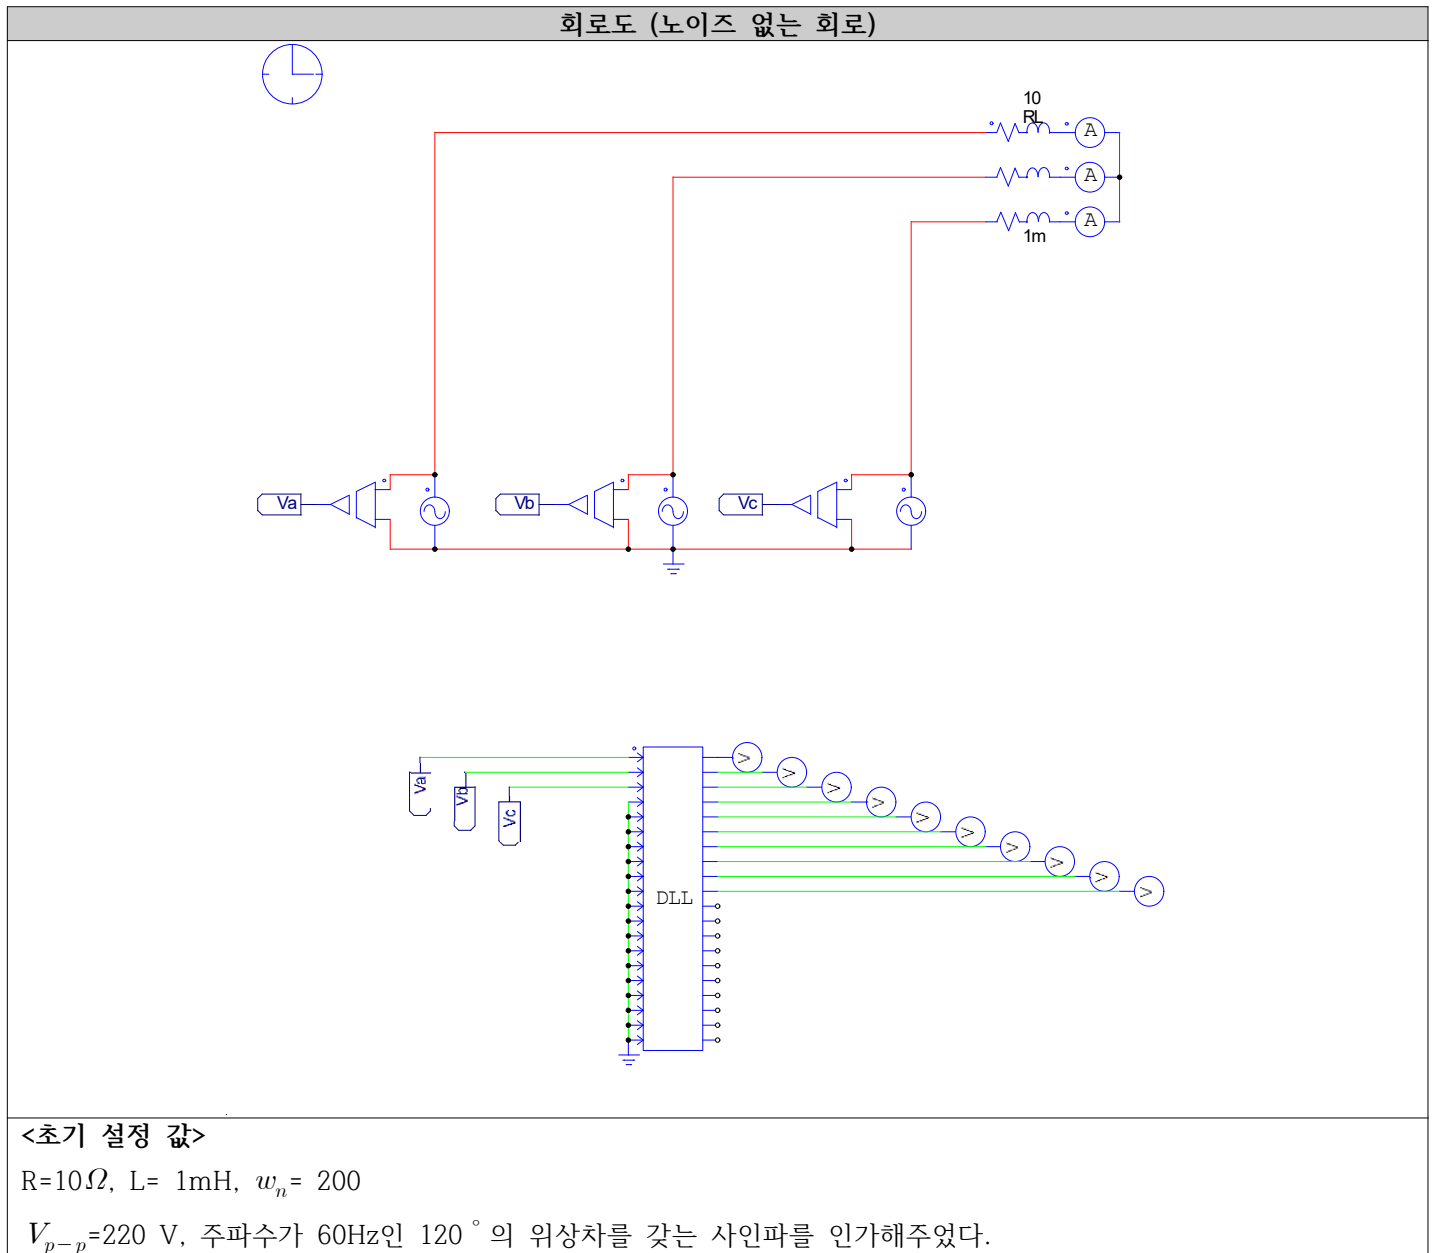 회로도 (노이즈 없는 회로)
10
RL
A
A
A
1m
Va
Vb
Vc
Va
Vb
Vc
V
V
V
V
V
V
V
V
V
V
DLL
<초기 설정 값>
R=10Ω, L= 1mH, wₙ= 200
Vₚ₋ₚ=220 V, 주파수가 60Hz인 120°의 위상차를 갖는 사인파를 인가해주었다.